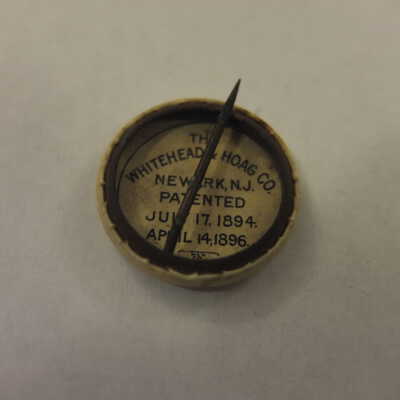 THE
WHITEHEAD & HOAG CO.
NEWARK, N.J.
PATENTED
JULY 17, 1894.
APRIL 14, 1896.